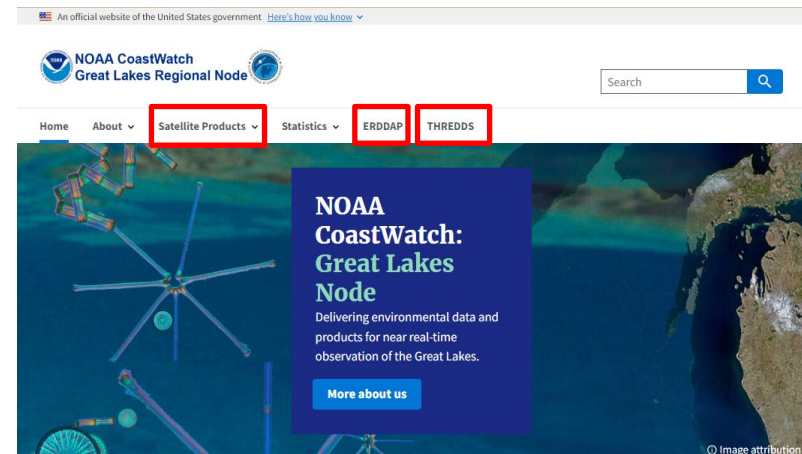 An official website of the United States government Here's how you know
NOAA CoastWatch
Great Lakes Regional Node
Search
Home About Satellite Products Statistics ERDDAP THREDDS
NOAA
CoastWatch:
Great Lakes
Node
Delivering environmental data and
products for near real-time
observation of the Great Lakes.
More about us
Image attribution